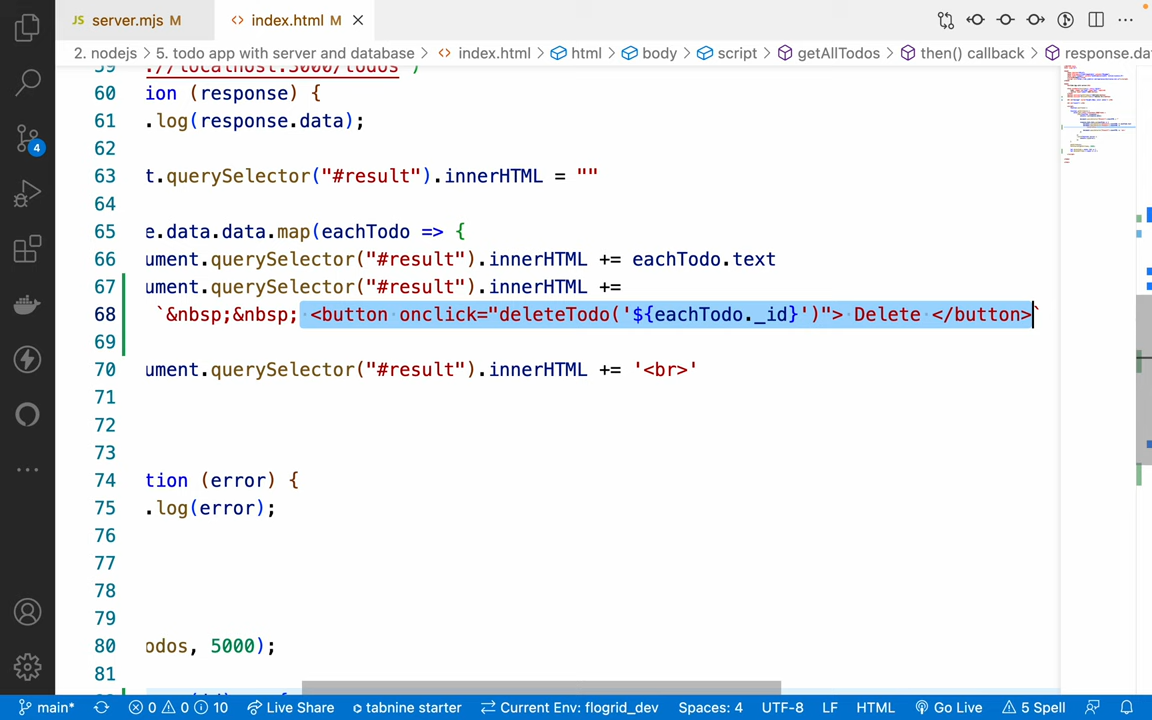 JS server.mjs M <> index.html M
2. nodejs > 5. todo app with server and database > <> index.html > html > body > script > getAllTodos > then() callback > response.da
59 ://localhost:5000/todos`)
60 ion (response) {
61 .log(response.data);
62
63 t.querySelector("#result").innerHTML = ""
64
65 e.data.data.map(eachTodo => {
66 ument.querySelector("#result").innerHTML += eachTodo.text
67 ument.querySelector("#result").innerHTML +=
68 `&nbsp;&nbsp; <button onclick="deleteTodo('${eachTodo._id}')"> Delete </button>`
69
70 ument.querySelector("#result").innerHTML += '<br>'
71
72
73
74 tion (error) {
75 .log(error);
76
77
78
79
80 odos, 5000);
81
4
main* 0 0 10 Live Share tabnine starter Current Env: flogrid_dev Spaces: 4 UTF-8 LF HTML Go Live 5 Spell